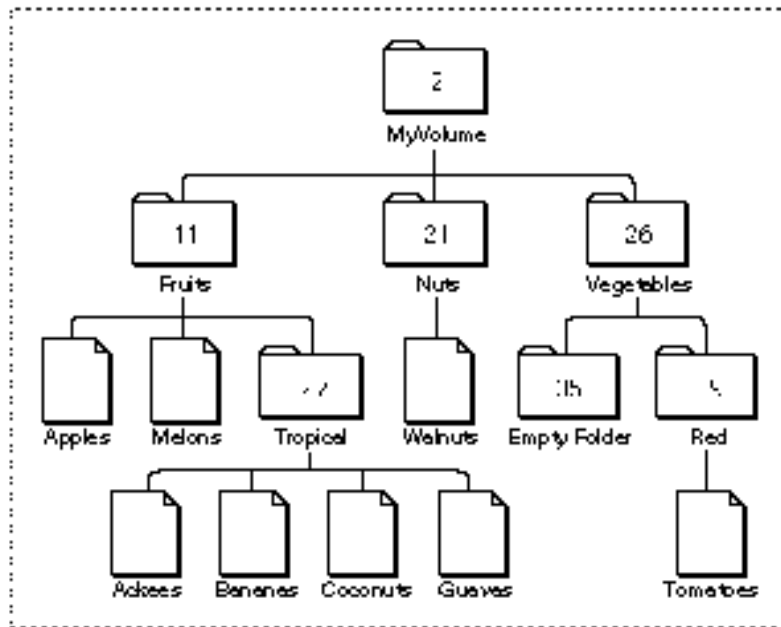 2
MyVolume
11 21 26
Fruits Nuts Vegetables
35
Apples Melons Tropical Walnuts Empty Folder Red
Ackees Bananas Coconuts Guavas Tomatoes